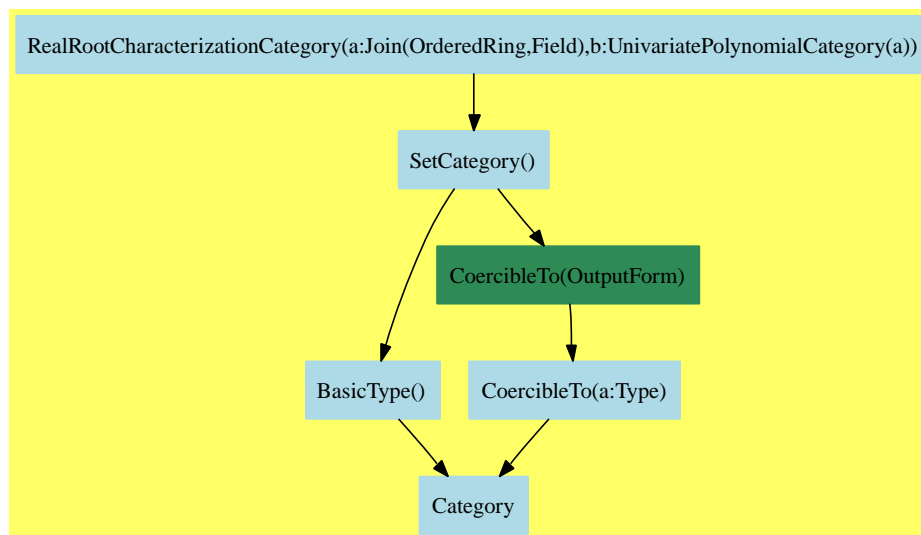 RealRootCharacterizationCategory(a:Join(OrderedRing,Field),b:UnivariatePolynomialCategory(a))
SetCategory()
CoercibleTo(OutputForm)
BasicType()
CoercibleTo(a:Type)
Category